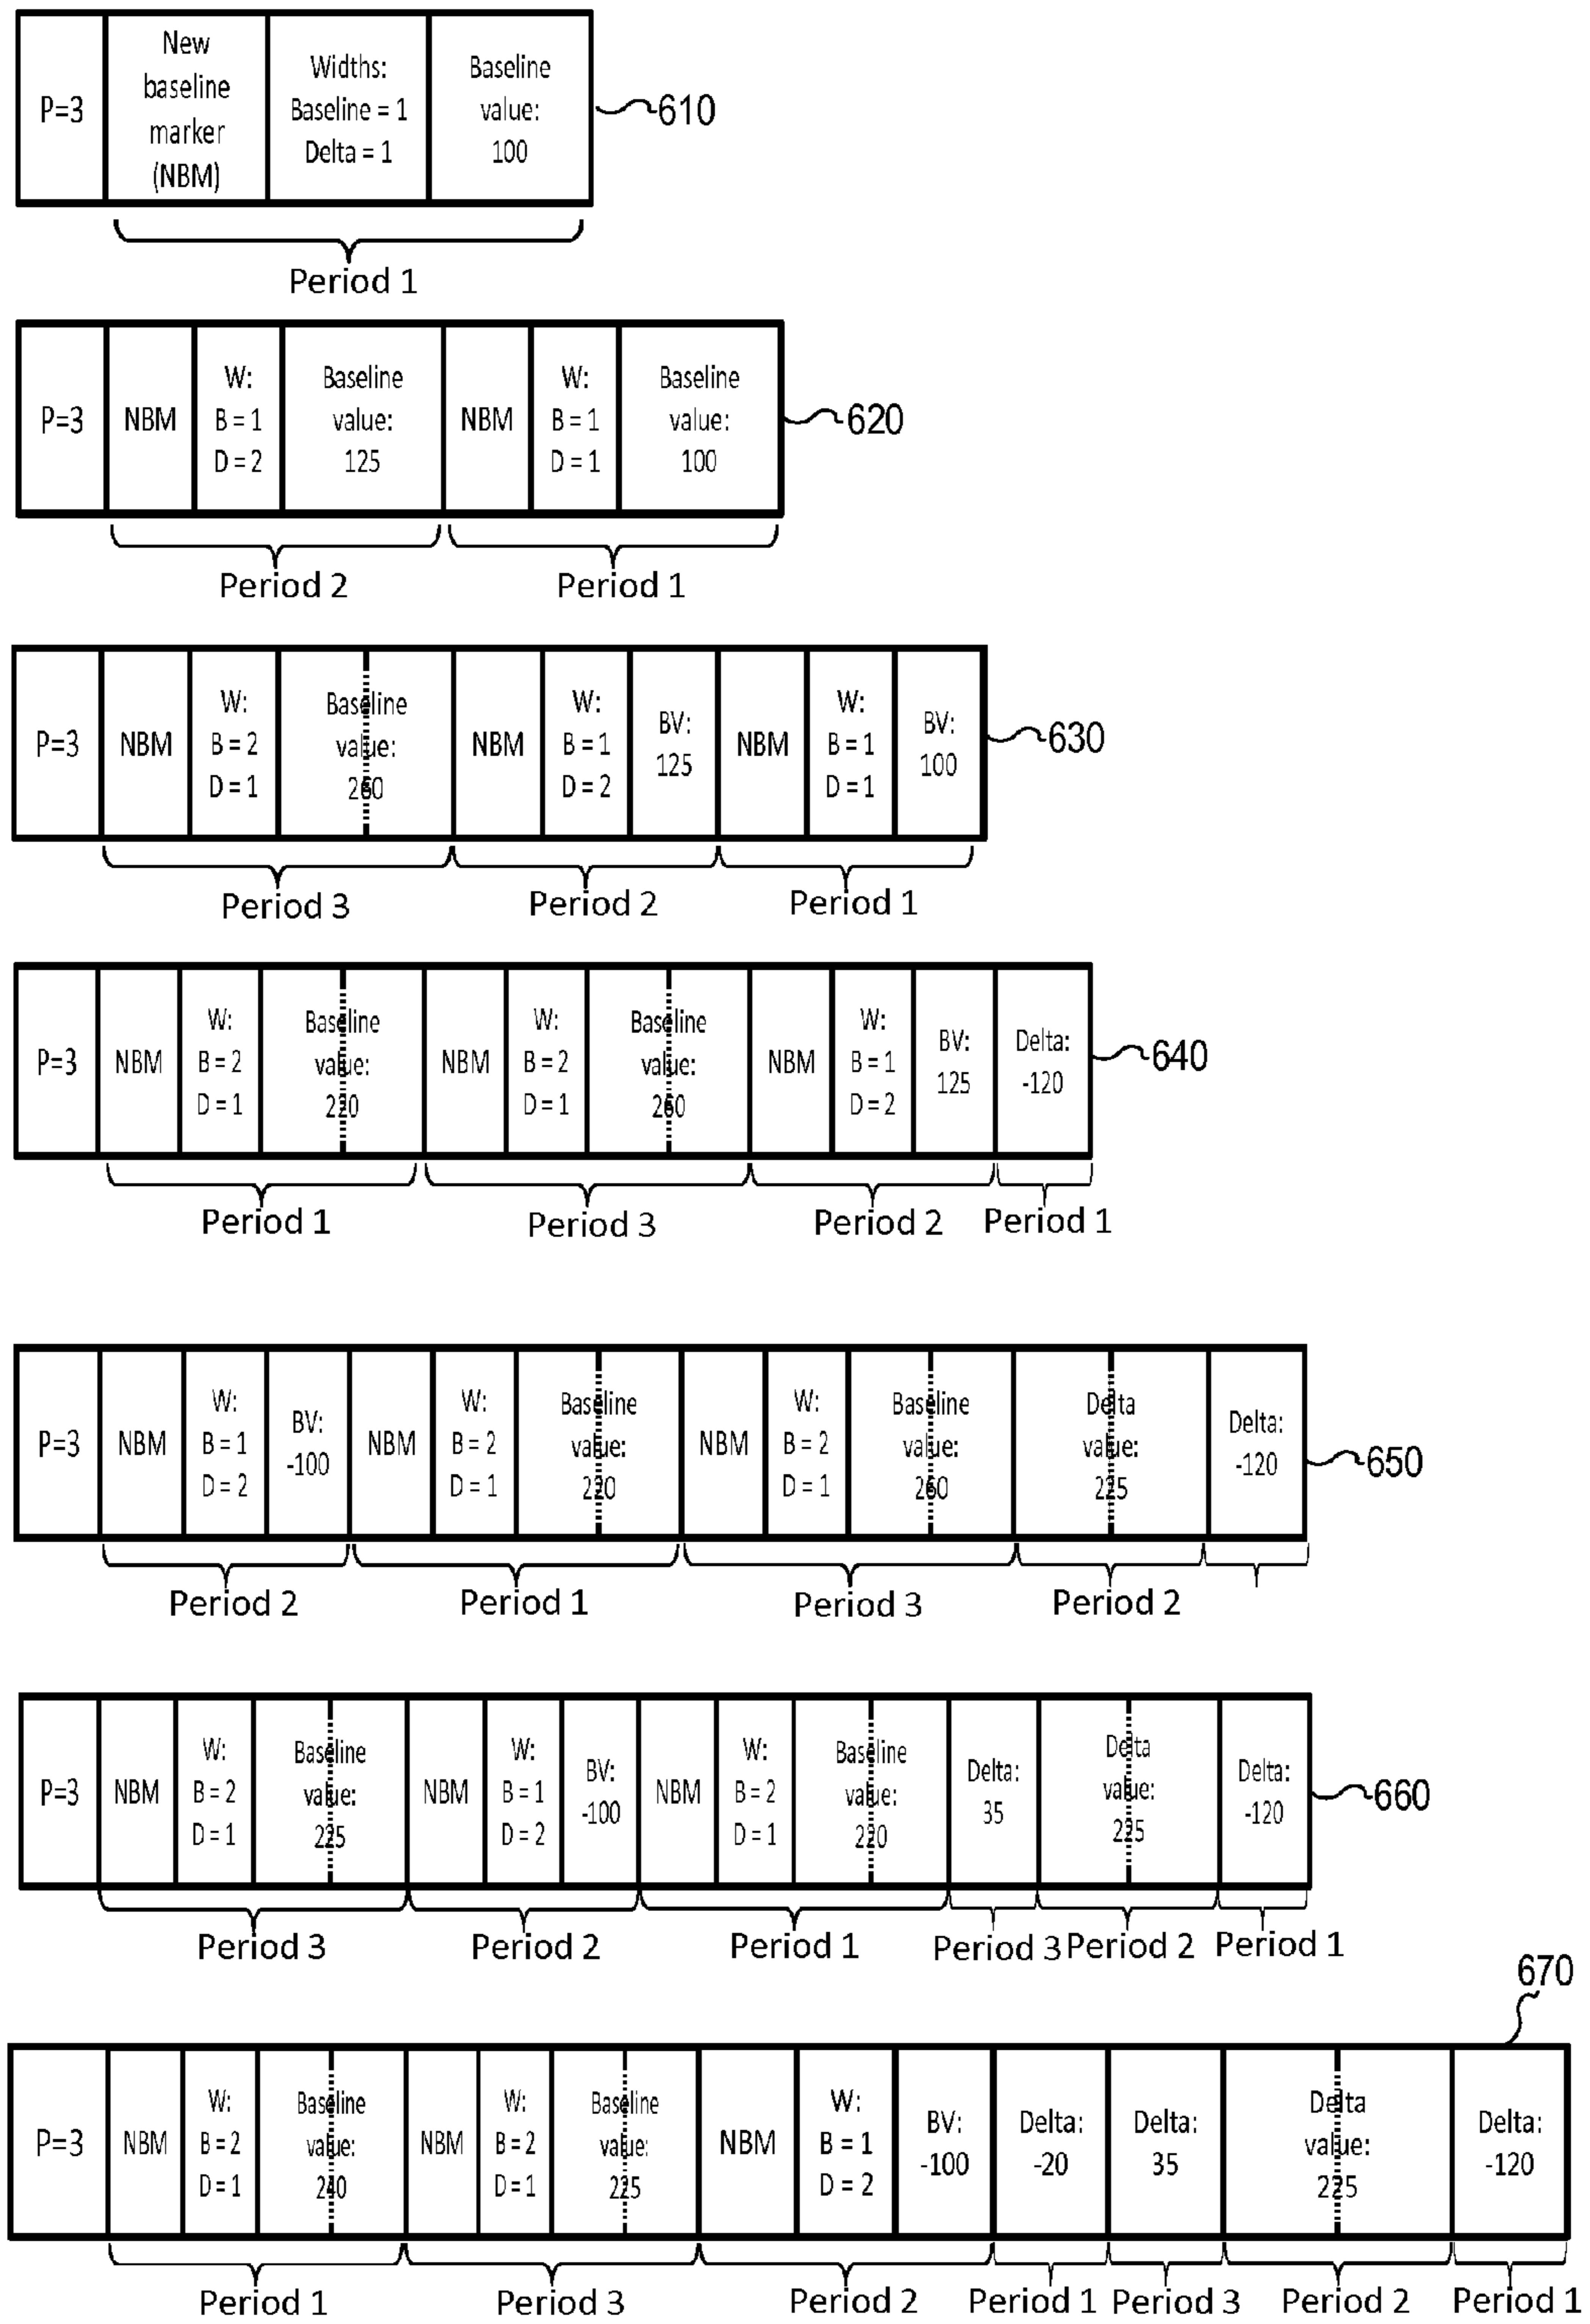 P=3
New
baseline
marker
(NBM)
Widths:
Baseline = 1
Delta = 1
Baseline
value:
100
610
Period 1
P=3
NBM
W:
B = 1
D = 2
Baseline
value:
125
NBM
W:
B = 1
D = 1
Baseline
value:
100
620
Period 2
Period 1
P=3
NBM
W:
B = 2
D = 1
Baseline
value:
260
NBM
W:
B = 1
D = 2
BV:
125
NBM
W:
B = 1
D = 1
BV:
100
630
Period 3
Period 2
Period 1
P=3
NBM
W:
B = 2
D = 1
Baseline
value:
220
NBM
W:
B = 2
D = 1
Baseline
value:
260
NBM
W:
B = 1
D = 2
BV:
125
Delta:
-120
640
Period 1
Period 3
Period 2
Period 1
P=3
NBM
W:
B = 1
D = 2
BV:
-100
NBM
W:
B = 2
D = 1
Baseline
value:
220
NBM
W:
B = 2
D = 1
Baseline
value:
260
Delta
value:
225
Delta:
-120
650
Period 2
Period 1
Period 3
Period 2
P=3
NBM
W:
B = 2
D = 1
Baseline
value:
225
NBM
W:
B = 1
D = 2
BV:
-100
NBM
W:
B = 2
D = 1
Baseline
value:
220
Delta:
35
Delta
value:
225
Delta:
-120
660
Period 3
Period 2
Period 1
Period 3
Period 2
Period 1
670
P=3
NBM
W:
B = 2
D = 1
Baseline
value:
240
NBM
W:
B = 2
D = 1
Baseline
value:
225
NBM
W:
B = 1
D = 2
BV:
-100
Delta:
-20
Delta:
35
Delta
value:
225
Delta:
-120
Period 1
Period 3
Period 2
Period 1
Period 3
Period 2
Period 1